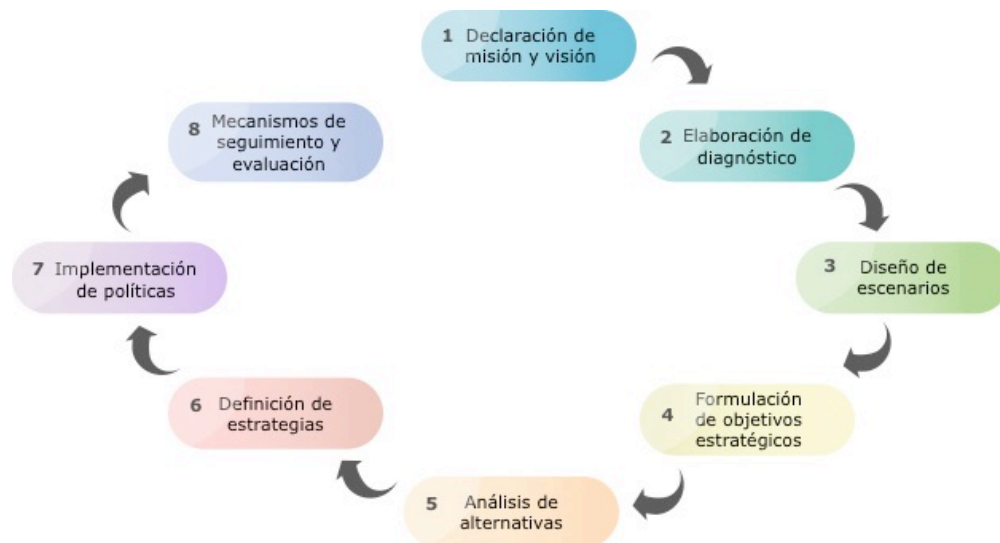 1 Declaración de
misión y visión
2 Elaboración de
diagnóstico
3 Diseño de
escenarios
4 Formulación
de objetivos
estratégicos
5 Análisis de
alternativas
6 Definición de
estrategias
7 Implementación
de políticas
8 Mecanismos de
seguimiento y
evaluación